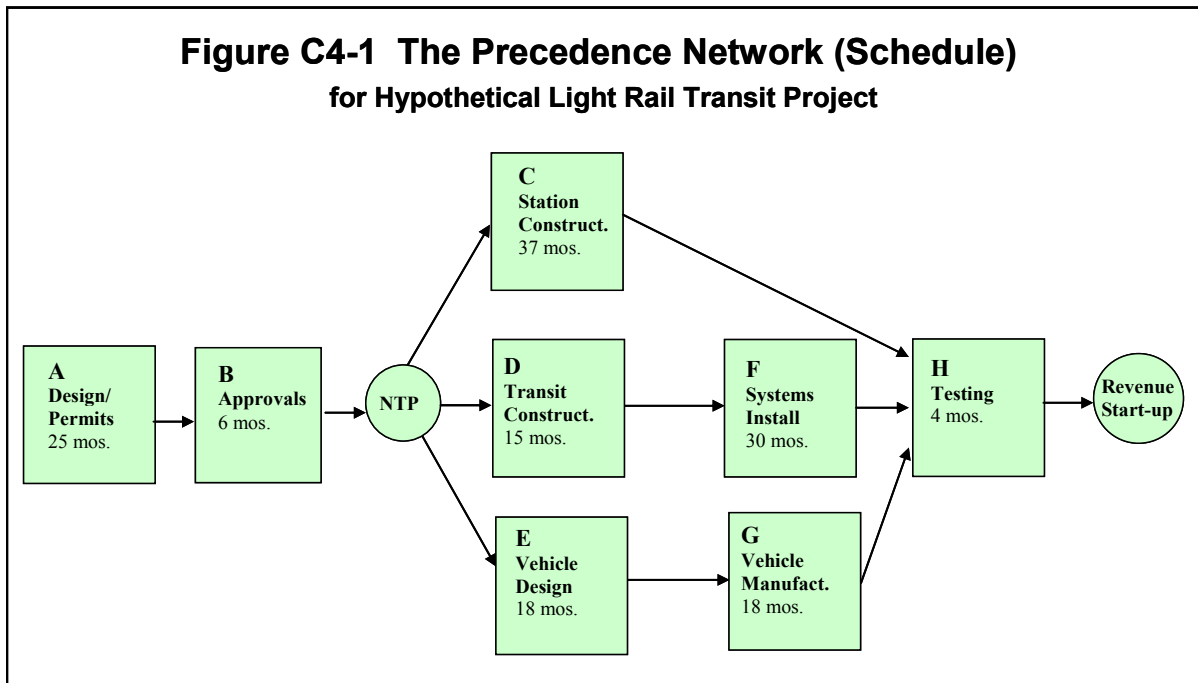 Figure C4-1 The Precedence Network (Schedule)
for Hypothetical Light Rail Transit Project
C
Station
Construct.
37 mos.
A
Design/
Permits
25 mos.
B
Approvals
6 mos.
NTP
D
Transit
Construct.
15 mos.
F
Systems
Install
30 mos.
H
Testing
4 mos.
Revenue
Start-up
E
Vehicle
Design
18 mos.
G
Vehicle
Manufact.
18 mos.